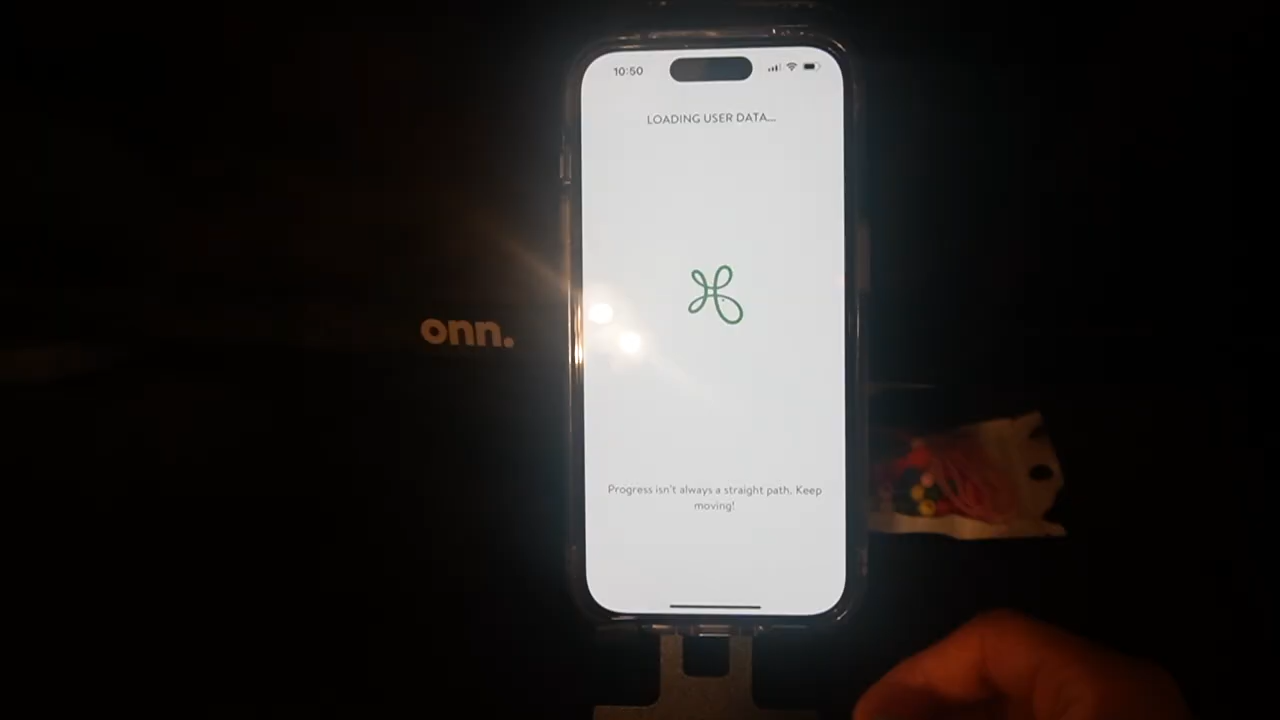 10:50
LOADING USER DATA...
onn.
Progress isn't always a straight path. Keep
moving!